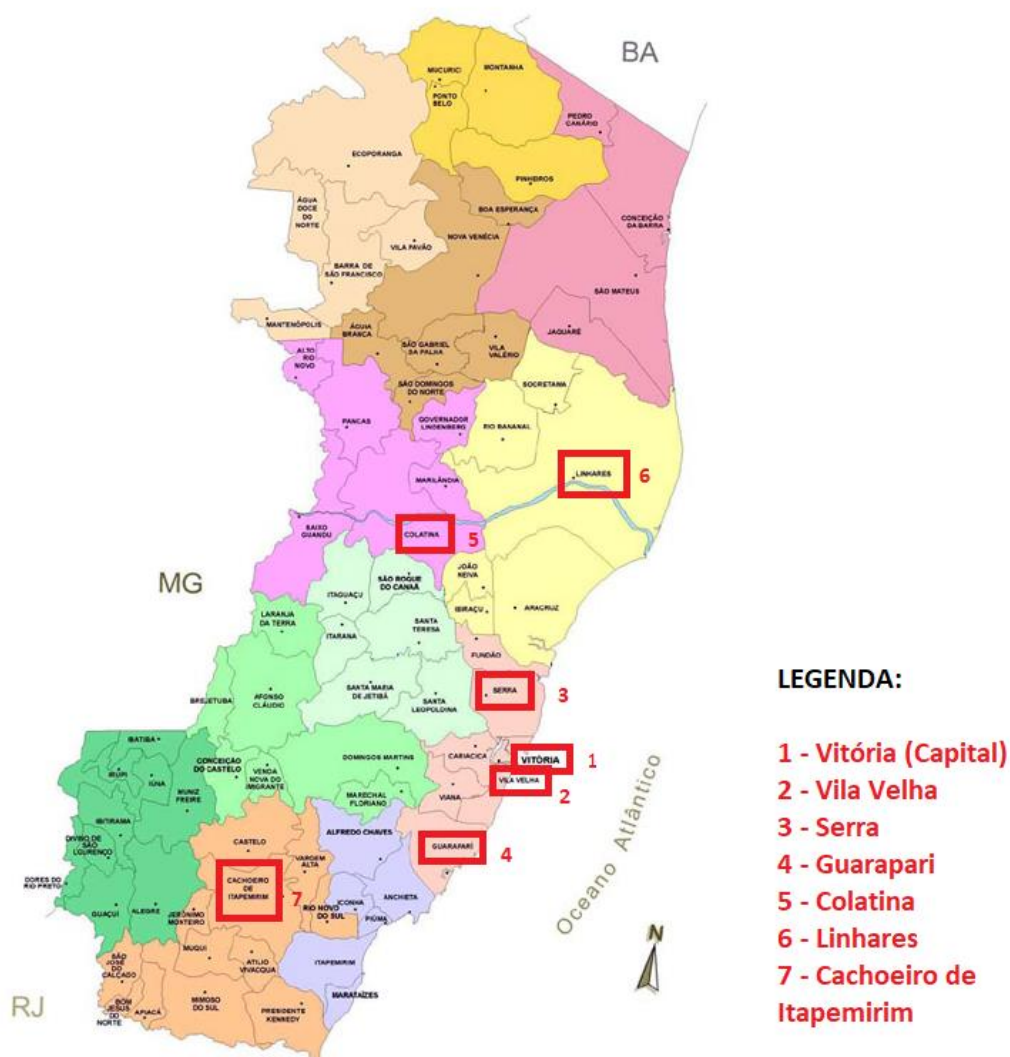 BA
MUCURICI
MONTANHA
PONTO
BELO
PEDRO
CANÁRIO
ECOPORANGA
PINHEIROS
ÁGUA
DOCE
DO
NORTE
BOA ESPERANÇA
CONCEIÇÃO
DA BARRA
NOVA VENÉCIA
VILA PAVÃO
BARRA DE
SÃO FRANCISCO
SÃO MATEUS
MANTENÓPOLIS
ÁGUIA
BRANCA
JAGUARÉ
SÃO GABRIEL
DA PALHA
VILA
VALÉRIO
ALTO
RIO
NOVO
SÃO DOMINGOS
DO NORTE
SOORETAMA
PANCAS
GOVERNADOR
LINDENBERG
RIO BANANAL
LINHARES
6
MARILÂNDIA
BAIXO
GUANDU
COLATINA
5
MG
SÃO ROQUE
DO CANAÃ
JOÃO
NEIVA
ITAGUAÇU
IBIRAÇU
ARACRUZ
LARANJA
DA TERRA
SANTA
TERESA
ITARANA
FUNDÃO
SERRA
3
AFONSO
CLÁUDIO
BREJETUBA
SANTA MARIA
DE JETIBÁ
SANTA
LEOPOLDINA
IBATIBA
CARIACICA
VITÓRIA
1
CONCEIÇÃO
DO CASTELO
DOMINGOS MARTINS
IRUPI
IÚNA
VENDA
NOVA DO
IMIGRANTE
VILA VELHA
2
MUNIZ
FREIRE
MARECHAL
FLORIANO
VIANA
IBITIRAMA
ALFREDO CHAVES
DIVINO DE
SÃO
LOURENÇO
CASTELO
GUARAPARÍ
4
VARGEM
ALTA
DORES DO
RIO PRETO
CACHOEIRO
DE
ITAPEMIRIM
7
ANCHIETA
ICONHA
GUAÇUÍ
ALEGRE
JERÔNIMO
MONTEIRO
RIO NOVO
DO SUL
PIÚMA
MUQUI
SÃO
JOSÉ DO
CALÇADO
ATILIO
VIVACQUA
ITAPEMIRIM
MARATAÍZES
BOM
JESUS
DO
NORTE
APIACÁ
MIMOSO
DO SUL
PRESIDENTE
KENNEDY
RJ
Oceano Atlântico
N
LEGENDA:
1 - Vitória (Capital)
2 - Vila Velha
3 - Serra
4 - Guarapari
5 - Colatina
6 - Linhares
7 - Cachoeiro de
Itapemirim